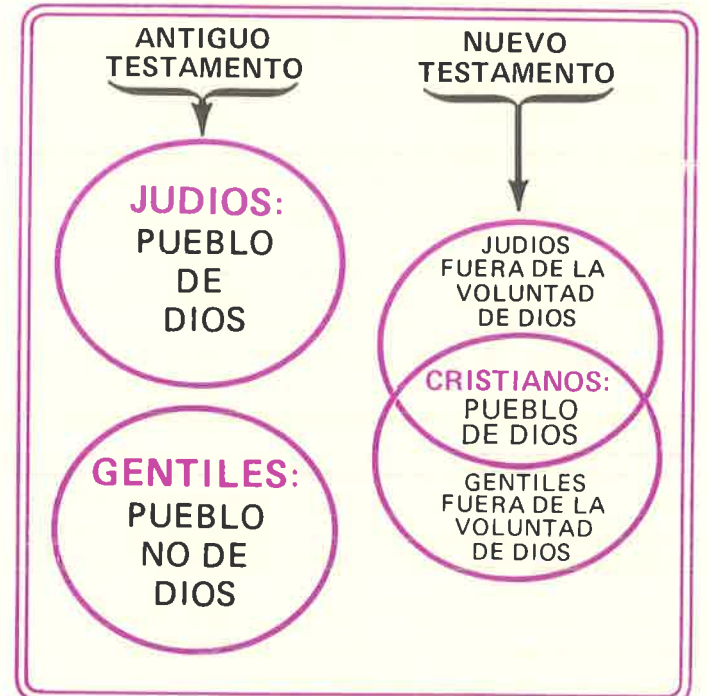 ANTIGUO
TESTAMENTO
JUDIOS:
PUEBLO
DE
DIOS
GENTILES:
PUEBLO
NO DE
DIOS
NUEVO
TESTAMENTO
JUDIOS
FUERA DE LA
VOLUNTAD
DE DIOS
CRISTIANOS:
PUEBLO
DE DIOS
GENTILES
FUERA DE LA
VOLUNTAD
DE DIOS